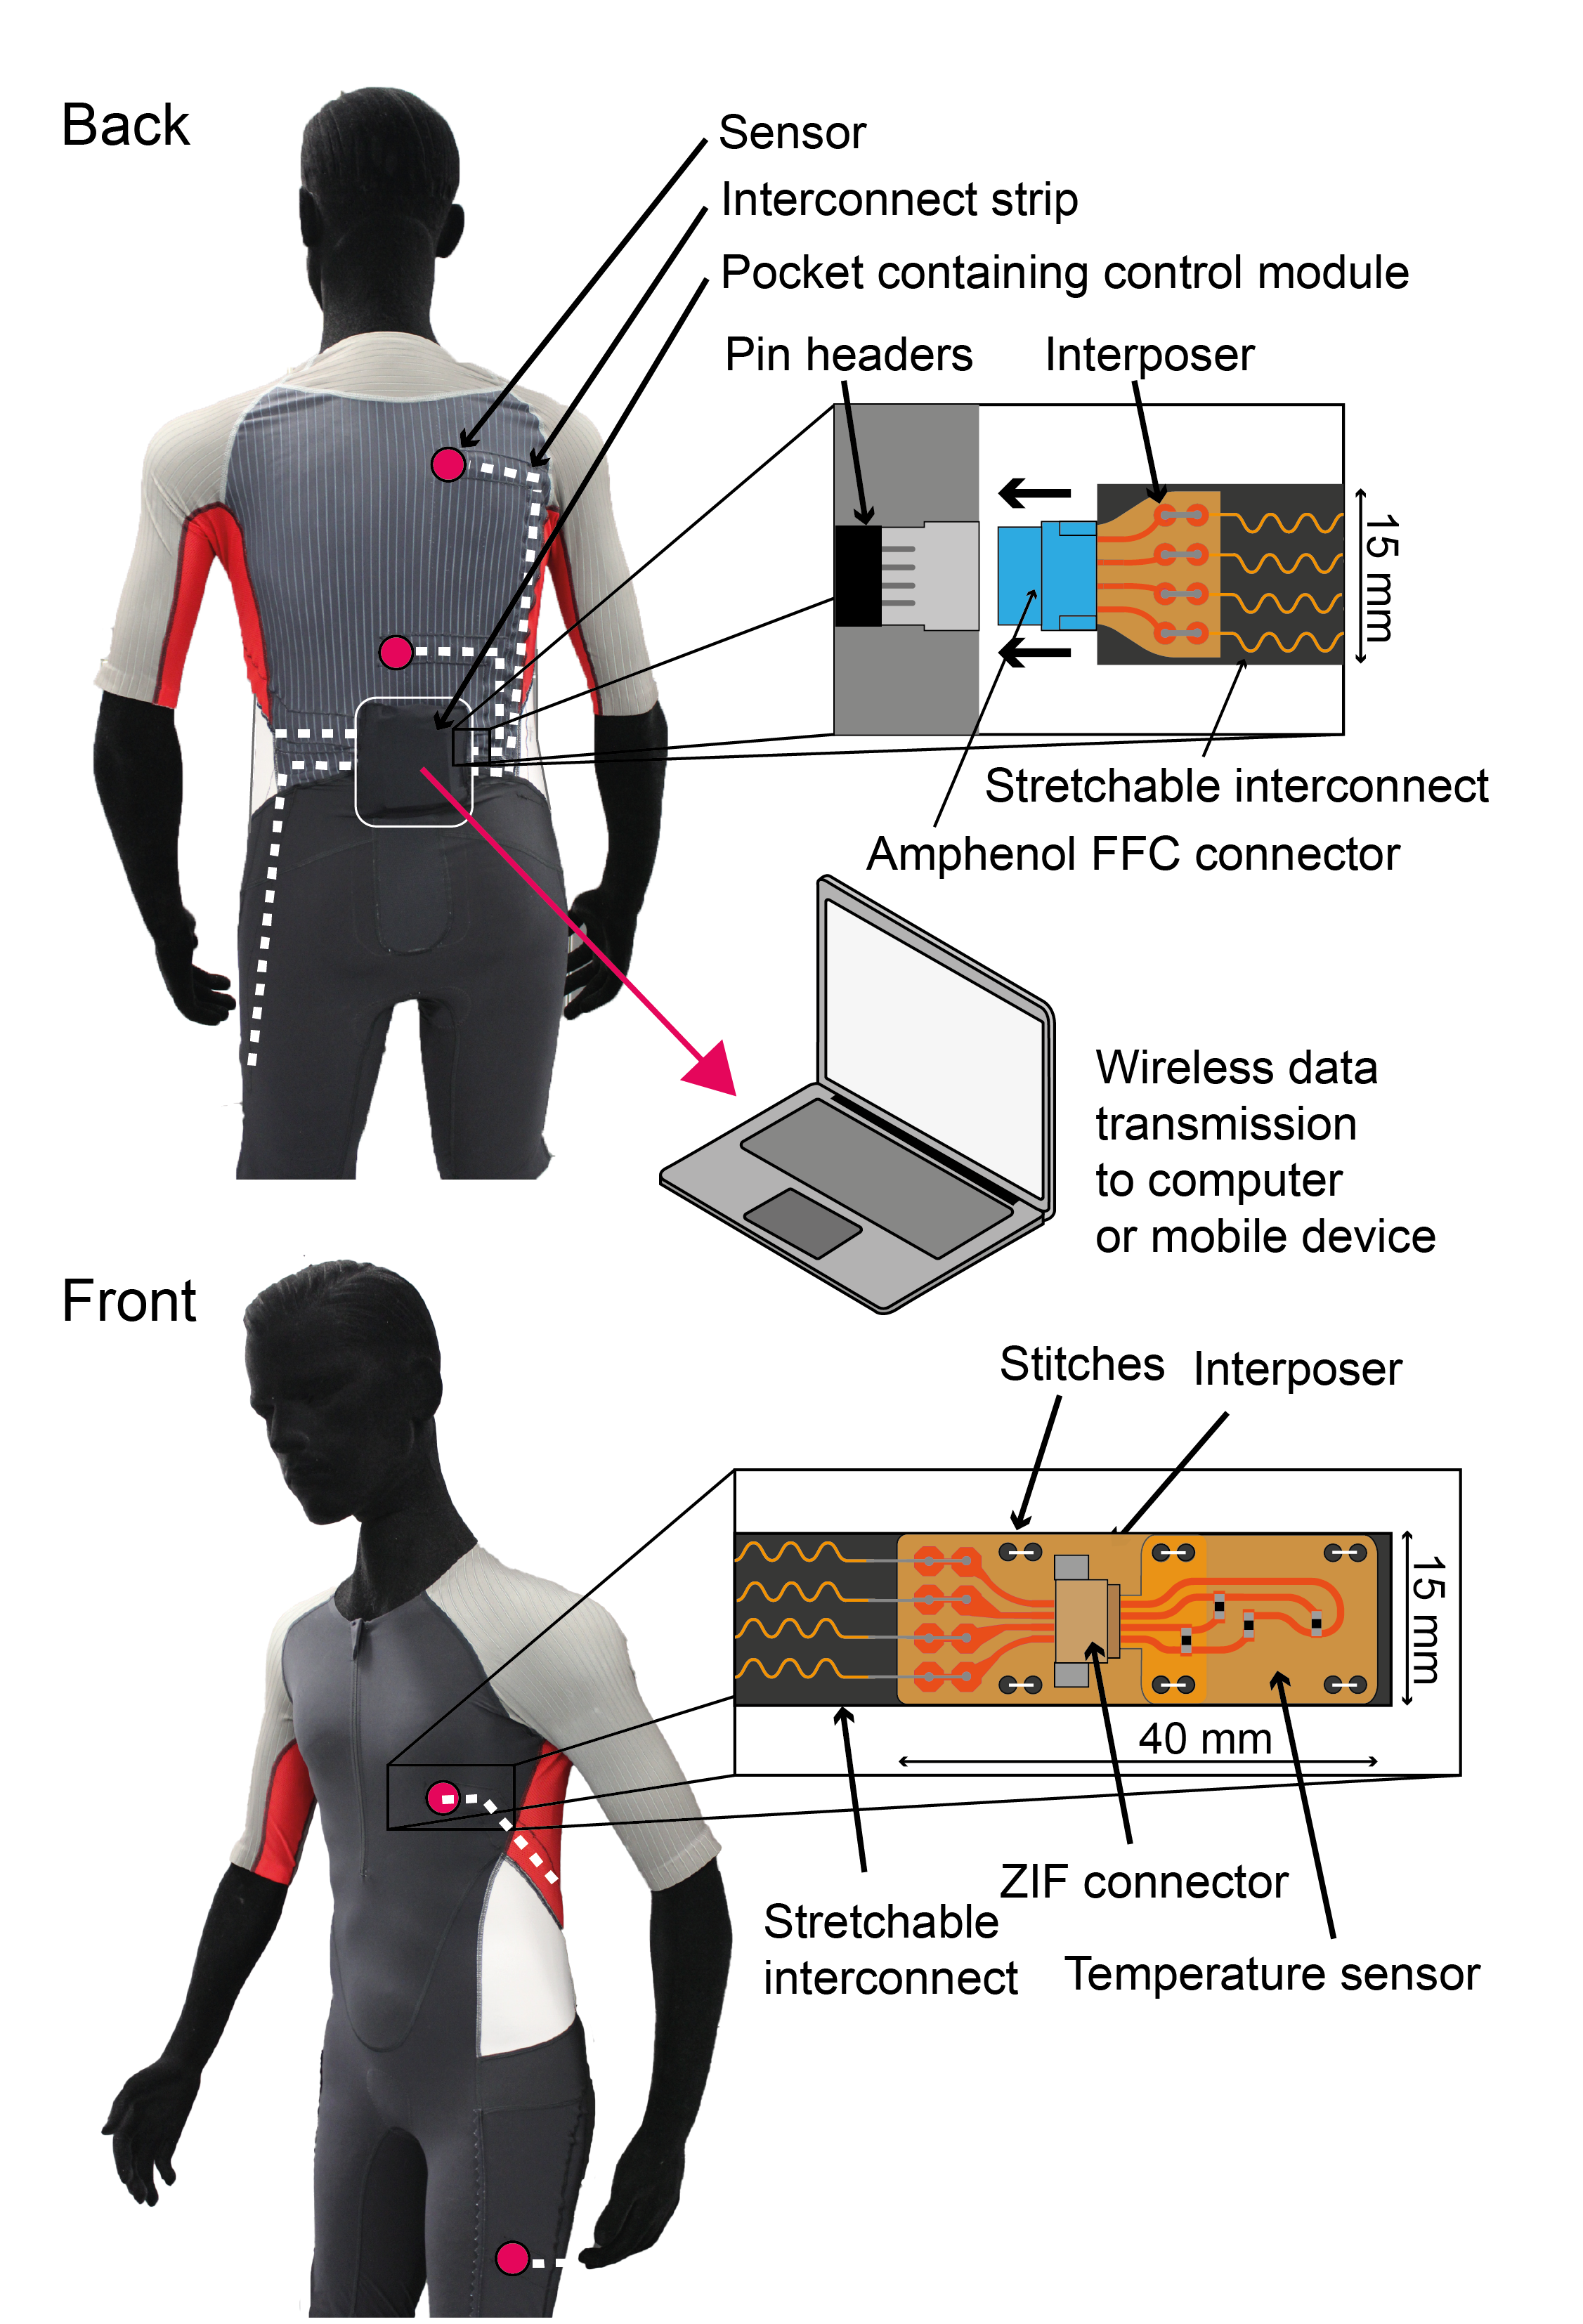 Back
Sensor
Interconnect strip
Pocket containing control module
Pin headers
Interposer
15 mm
Stretchable interconnect
Amphenol FFC connector
Wireless data
transmission
to computer
or mobile device
Front
Stitches
Interposer
15 mm
40 mm
ZIF connector
Stretchable
interconnect
Temperature sensor